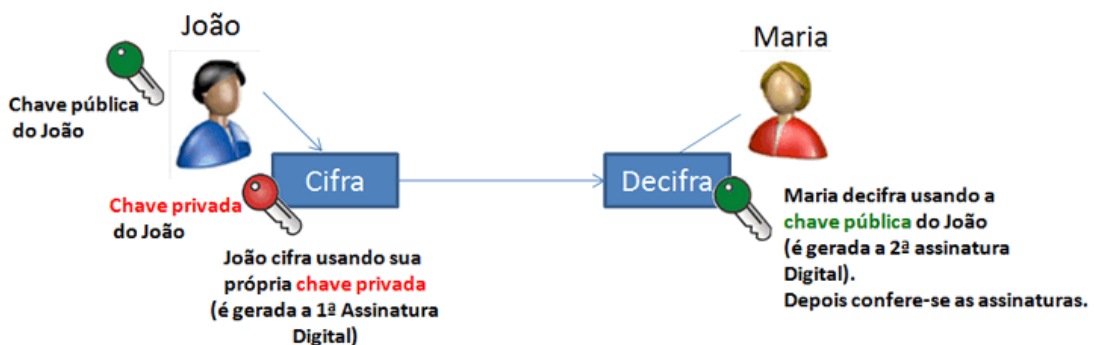 João
Maria
Chave pública
do João
Cifra
Decifra
Chave privada
do João
João cifra usando sua
própria chave privada
(é gerada a 1ª Assinatura
Digital)
Maria decifra usando a
chave pública do João
(é gerada a 2ª assinatura
Digital).
Depois confere-se as assinaturas.